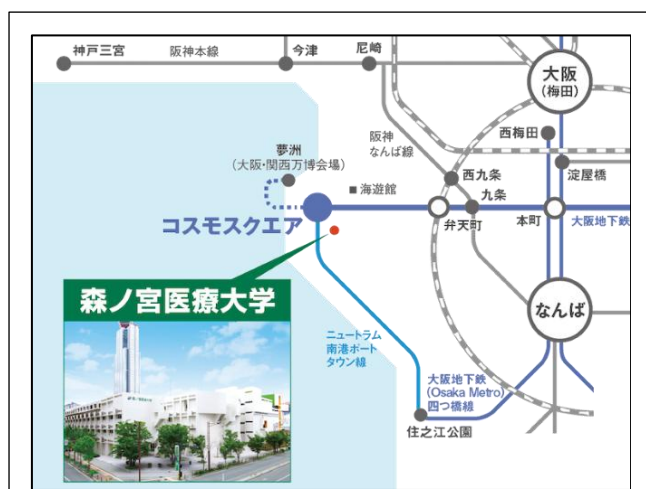 神戸三宮
阪神本線
今津
尼崎
大阪
(梅田)
西梅田
阪神
なんば線
淀屋橋
夢洲
(大阪・関西万博会場)
西九条
■海遊館
九条
コスモスクエア
弁天町
本町
大阪地下鉄
森ノ宮医療大学
なんば
ニュートラム
南港ポート
タウン線
大阪地下鉄
(Osaka Metro)
四つ橋線
住之江公園